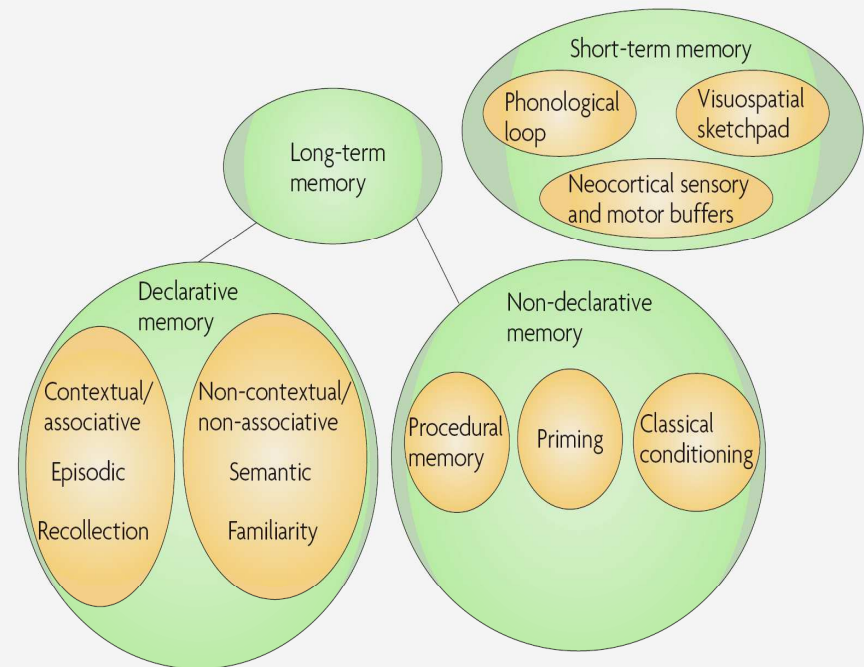 Short-term memory
Phonological
loop
Visuospatial
sketchpad
Neocortical sensory
and motor buffers
Long-term
memory
Declarative
memory
Contextual/
associative
Episodic
Recollection
Non-contextual/
non-associative
Semantic
Familiarity
Non-declarative
memory
Procedural
memory
Priming
Classical
conditioning